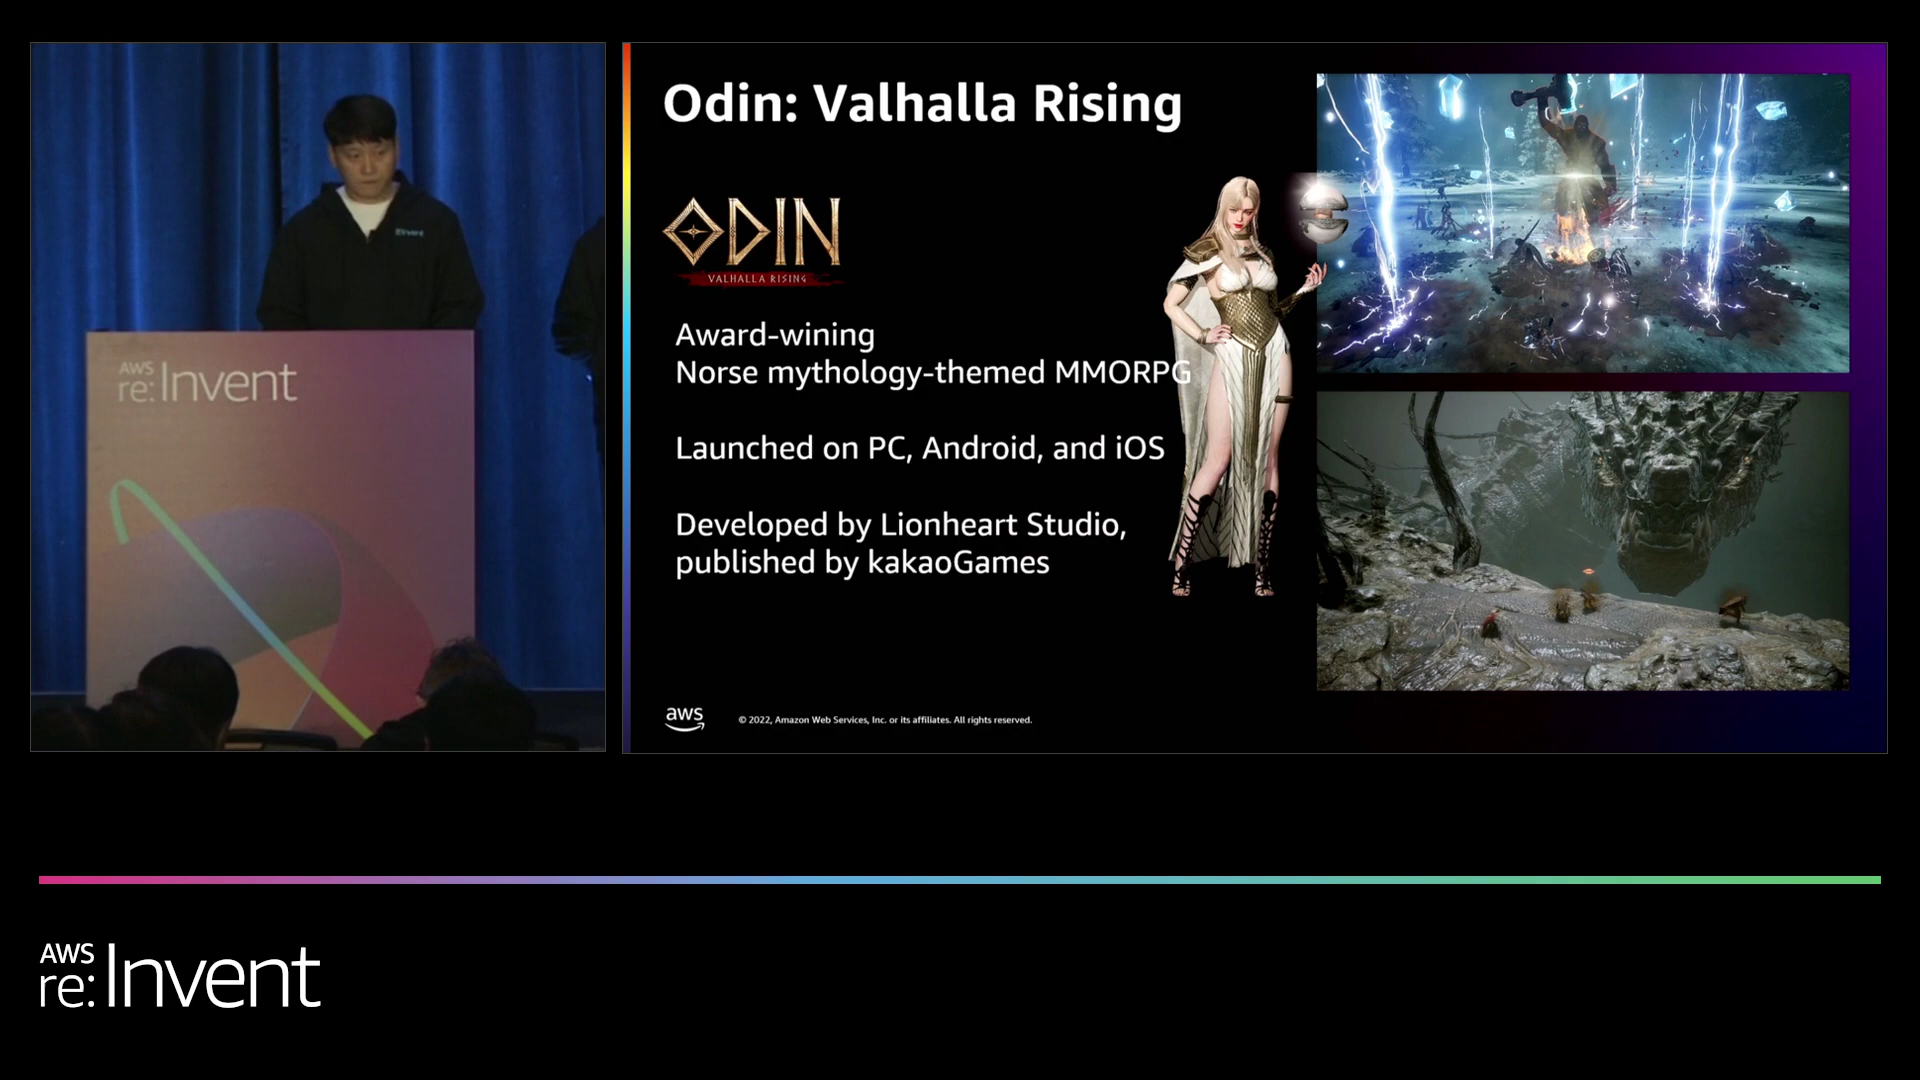 AWS
re:Invent
Odin: Valhalla Rising
ODIN
VALHALLA RISING
Award-wining
Norse mythology-themed MMORPG
Launched on PC, Android, and iOS
Developed by Lionheart Studio,
published by kakaoGames
aws
© 2022, Amazon Web Services, Inc. or its affiliates. All rights reserved.
AWS
re:Invent